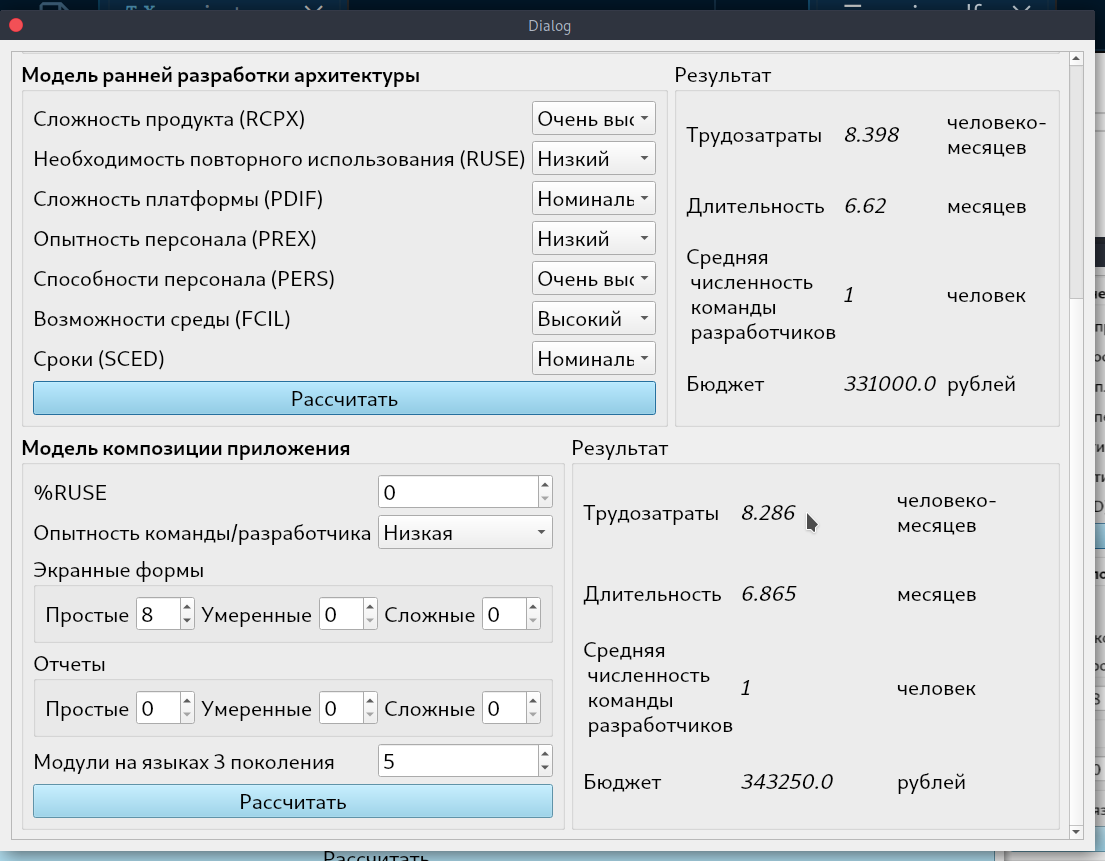 Dialog
Модель ранней разработки архитектуры
Сложность продукта (RCPX) Очень выс
Необходимость повторного использования (RUSE) Низкий
Сложность платформы (PDIF) Номиналь
Опытность персонала (PREX) Низкий
Способности персонала (PERS) Очень выс
Возможности среды (FCIL) Высокий
Сроки (SCED) Номиналь
Рассчитать
Результат
Трудозатраты 8.398 человеко-
месяцев
Длительность 6.62 месяцев
Средняя
численность
команды
разработчиков
1 человек
Бюджет 331000.0 рублей
Модель композиции приложения
%RUSE 0
Опытность команды/разработчика Низкая
Экранные формы
Простые 8 Умеренные 0 Сложные 0
Отчеты
Простые 0 Умеренные 0 Сложные 0
Модули на языках 3 поколения 5
Рассчитать
Результат
Трудозатраты 8.286 человеко-
месяцев
Длительность 6.865 месяцев
Средняя
численность
команды
разработчиков
1 человек
Бюджет 343250.0 рублей
Рассчитать